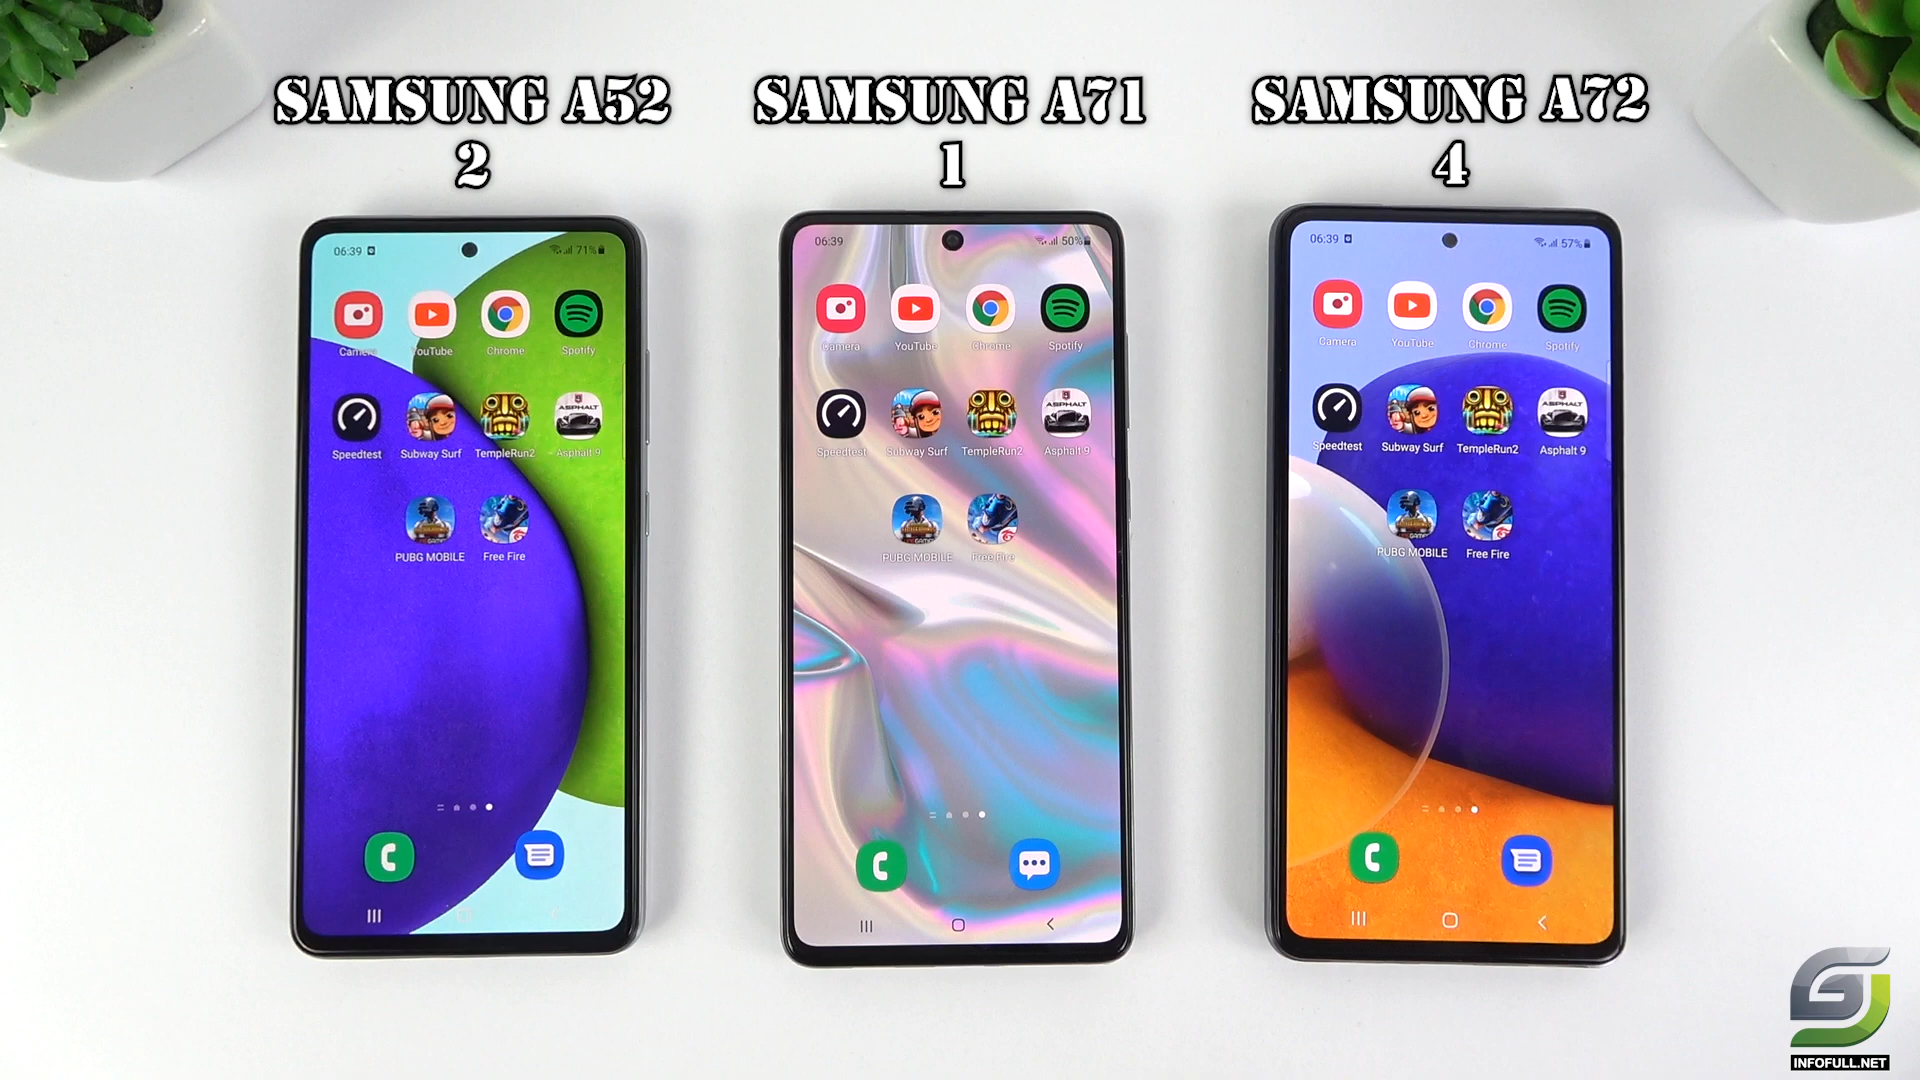 SAMSUNG A52
2
SAMSUNG A71
1
SAMSUNG A72
4
06:39
71%
Camera
YouTube
Chrome
Spotify
Speedtest
Subway Surf
TempleRun2
Asphalt 9
PUBG MOBILE
Free Fire
06:39
50%
Camera
YouTube
Chrome
Spotify
Speedtest
Subway Surf
TempleRun2
Asphalt 9
PUBG MOBILE
Free Fire
06:39
57%
Camera
YouTube
Chrome
Spotify
Speedtest
Subway Surf
TempleRun2
Asphalt 9
PUBG MOBILE
Free Fire
ASPHALT
ASPHALT
ASPHALT
INFOFULL.NET